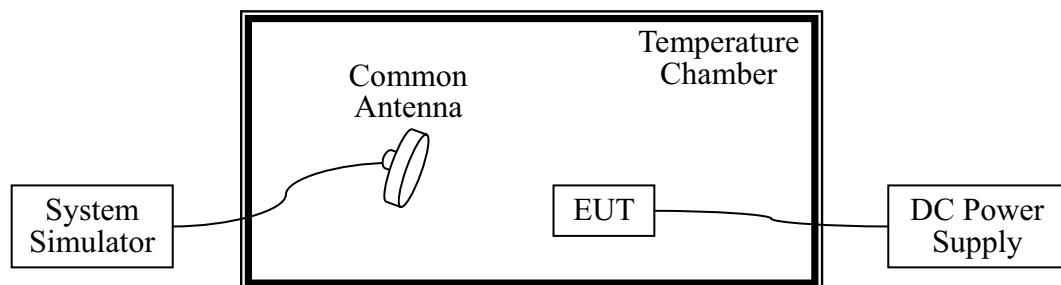 Temperature
Chamber
Common
Antenna
System
Simulator
EUT
DC Power
Supply